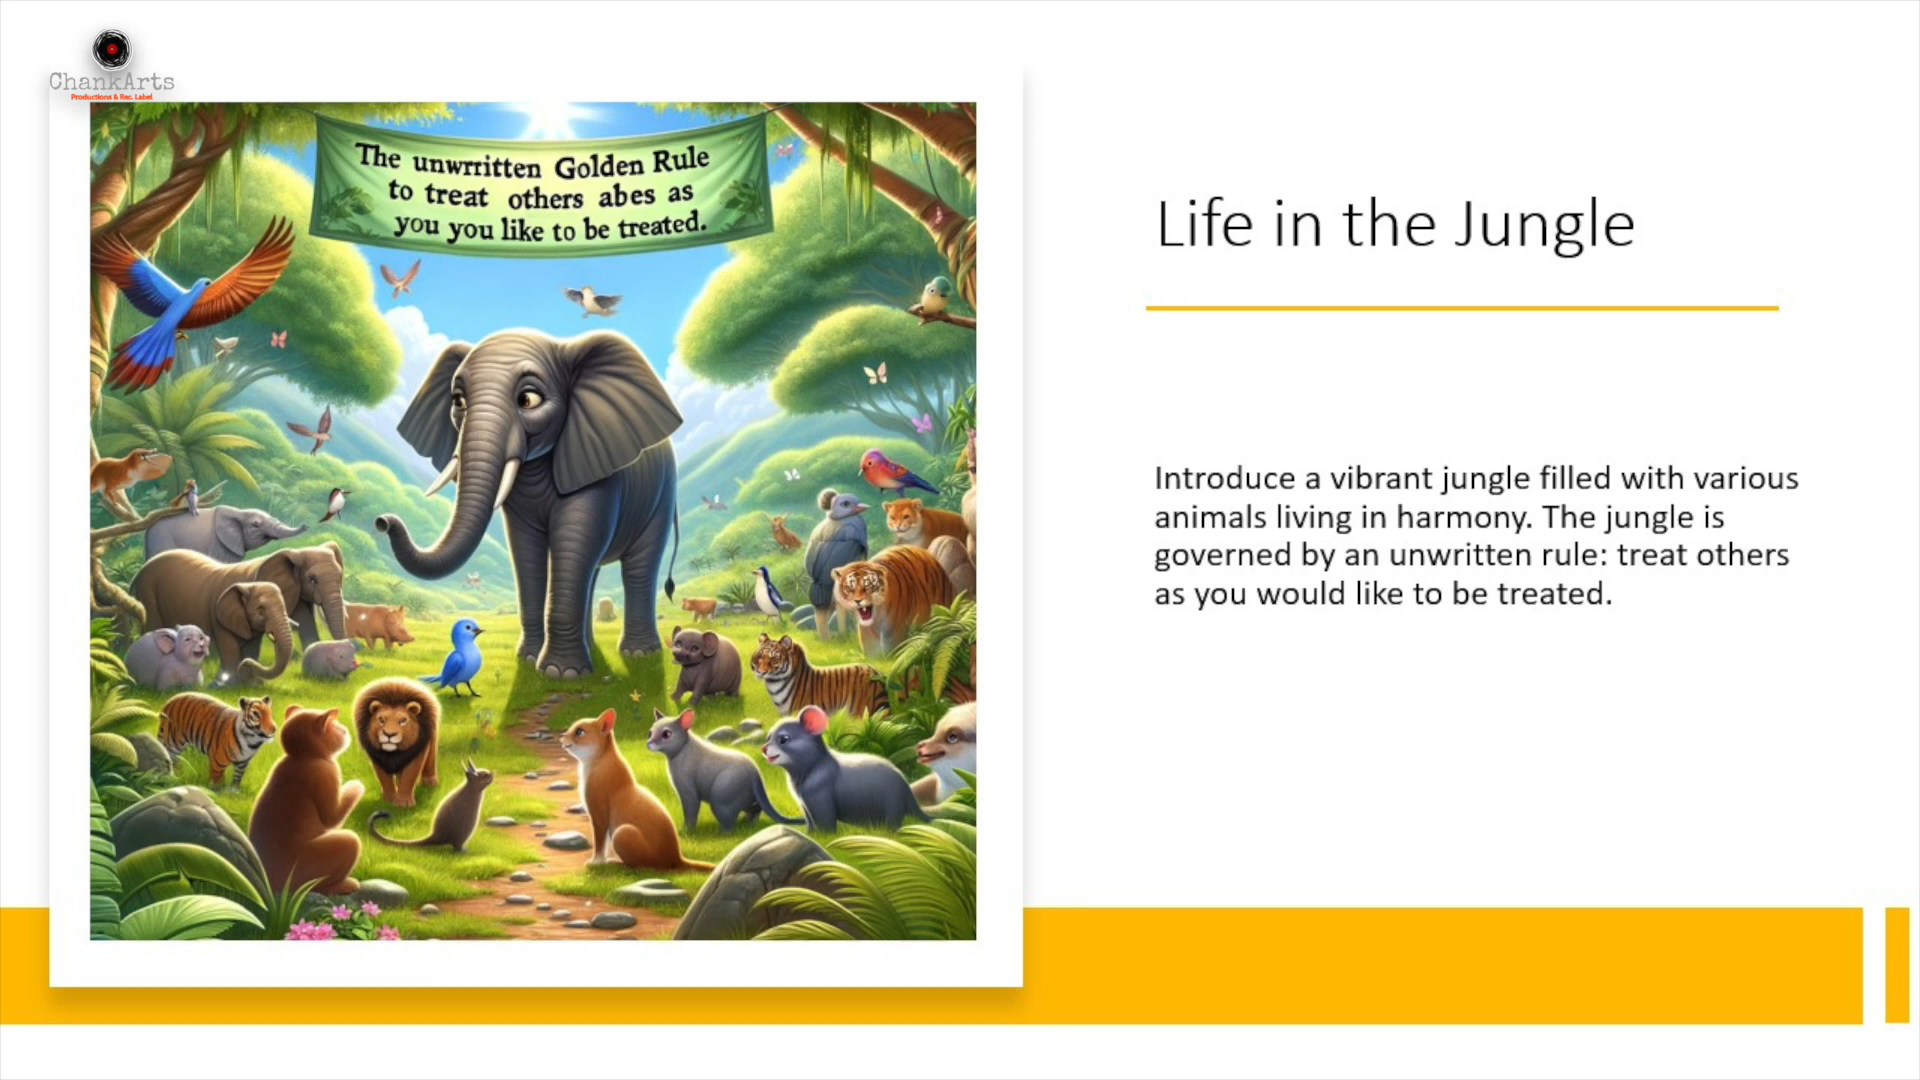 ChankArts
Productions & Rec. Label
The unwrritten Golden Rule
to treat others abes as
you you like to be treated.
Life in the Jungle
Introduce a vibrant jungle filled with various
animals living in harmony. The jungle is
governed by an unwritten rule: treat others
as you would like to be treated.